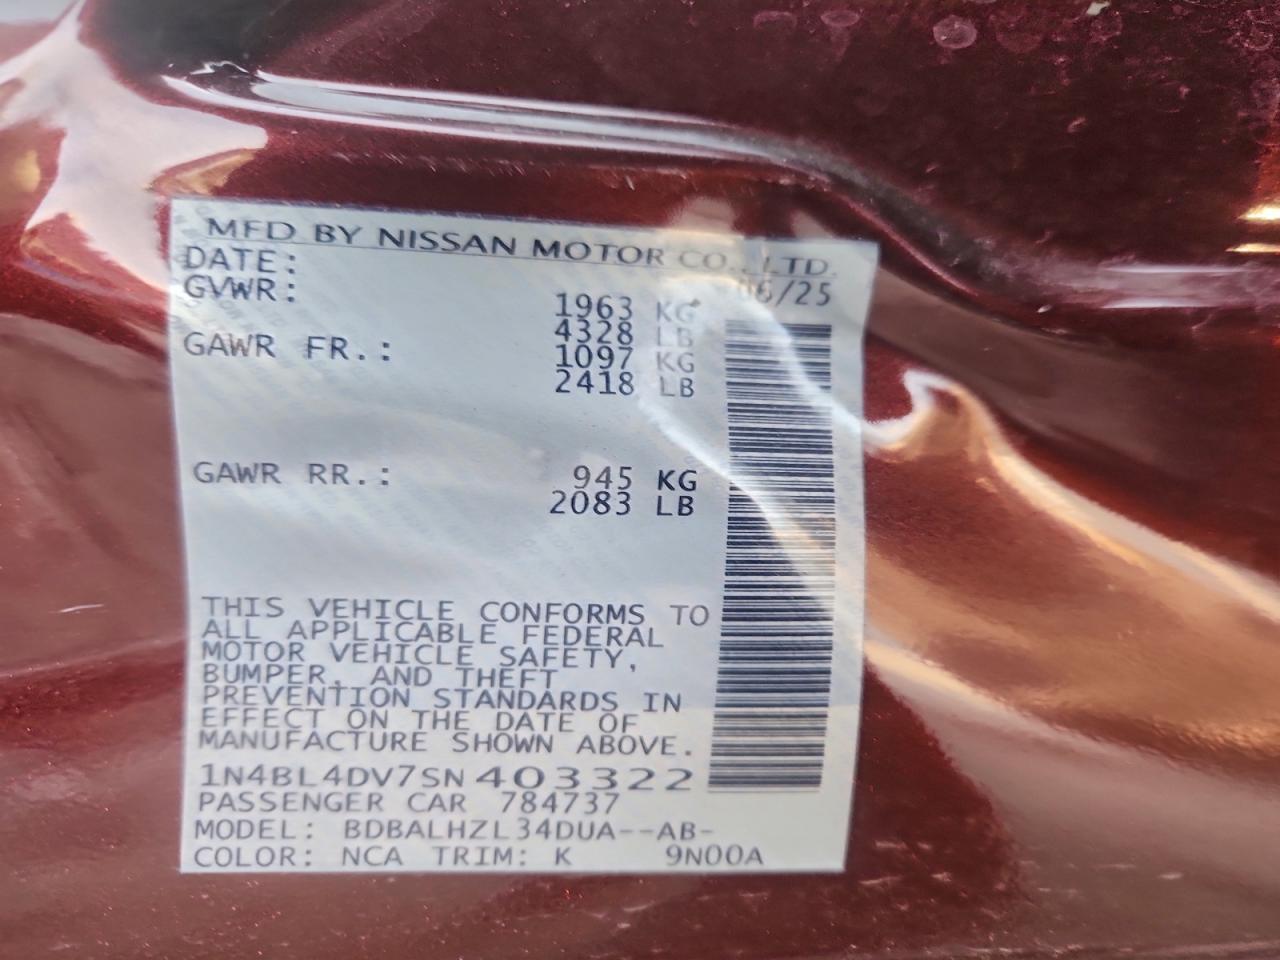 MFD BY NISSAN MOTOR CO., LTD.
DATE: 06/25
GVWR: 1963 KG
4328 LB
GAWR FR.: 1097 KG
2418 LB
GAWR RR.: 945 KG
2083 LB
THIS VEHICLE CONFORMS TO
ALL APPLICABLE FEDERAL
MOTOR VEHICLE SAFETY,
BUMPER, AND THEFT
PREVENTION STANDARDS IN
EFFECT ON THE DATE OF
MANUFACTURE SHOWN ABOVE.
1N4BL4DV7SN403322
PASSENGER CAR 784737
MODEL: BDBALHZL34DUA--AB-
COLOR: NCA TRIM: K 9N00A